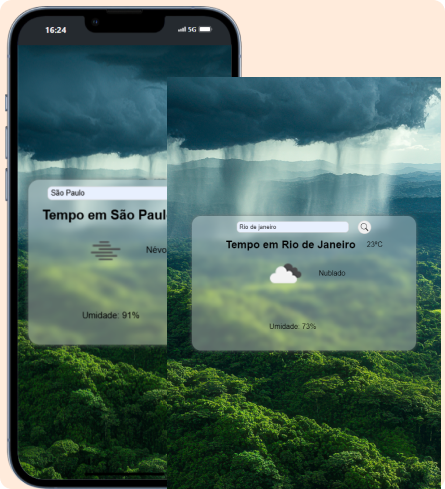 16:24
5G
São Paulo
Tempo em São Paul
Névo
Umidade: 91%
Rio de janeiro
Tempo em Rio de Janeiro 23ºC
Nublado
Umidade: 73%